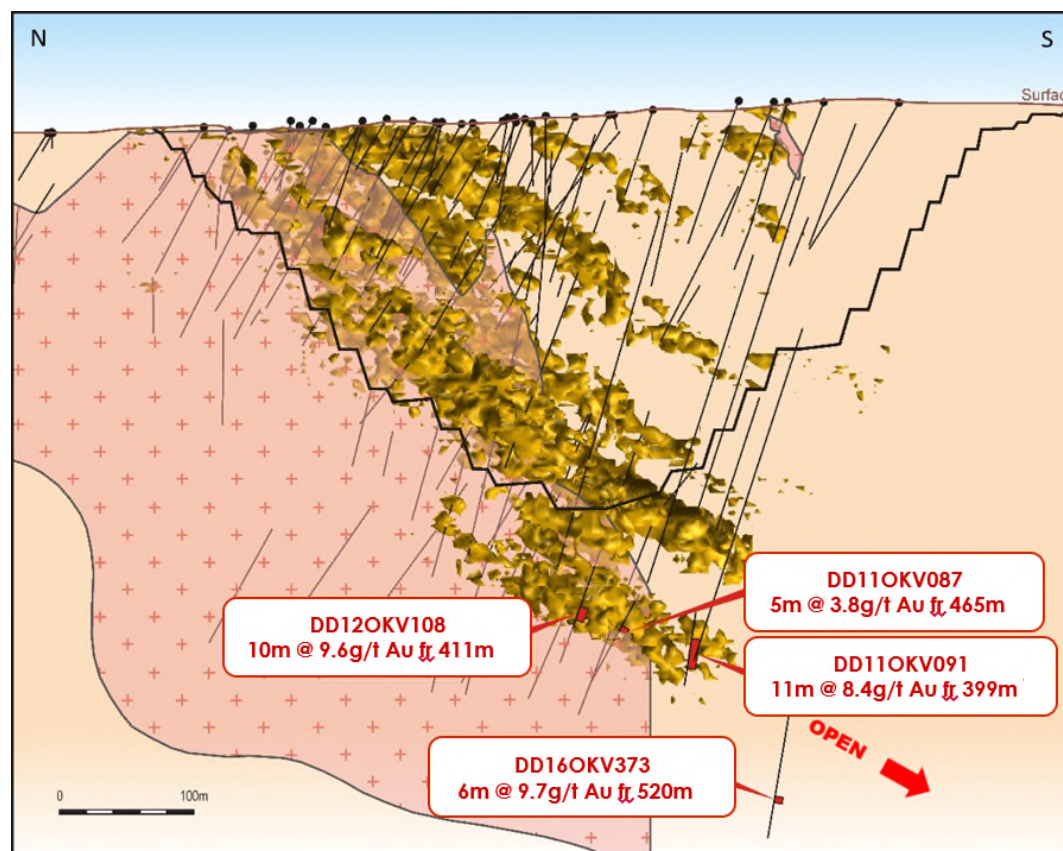 N
S
Surfac
DD11OKV087
5m @ 3.8g/t Au fr 465m
DD12OKV108
10m @ 9.6g/t Au fr 411m
DD11OKV091
11m @ 8.4g/t Au fr 399m
OPEN
DD16OKV373
6m @ 9.7g/t Au fr 520m
0 100m